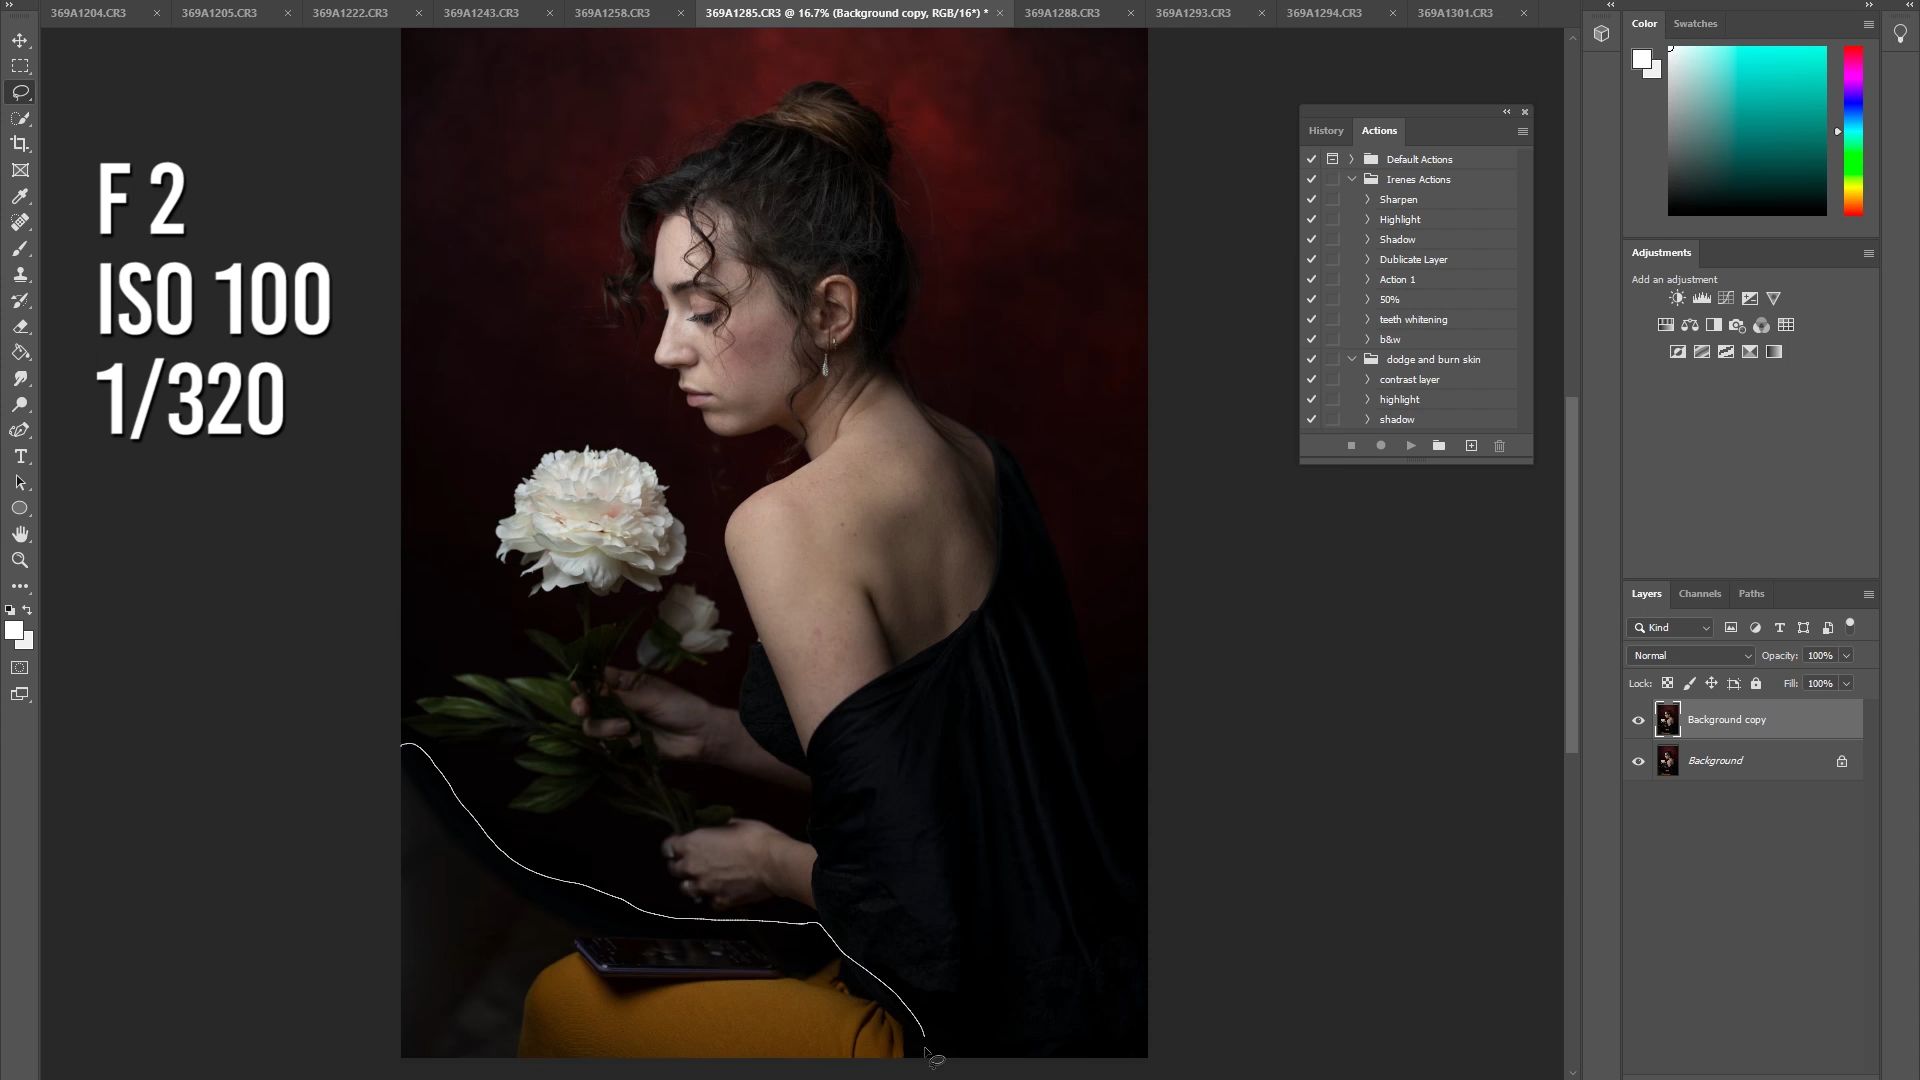 369A1204.CR3
369A1205.CR3
369A1222.CR3
369A1243.CR3
369A1258.CR3
369A1285.CR3 @ 16.7% (Background copy, RGB/16*) *
369A1288.CR3
369A1293.CR3
369A1294.CR3
369A1301.CR3
F 2
ISO 100
1/320
History
Actions
Default Actions
Irenes Actions
Sharpen
Highlight
Shadow
Dublicate Layer
Action 1
50%
teeth whitening
b&w
dodge and burn skin
contrast layer
highlight
shadow
Color
Swatches
Adjustments
Add an adjustment
Layers
Channels
Paths
Kind
Normal
Opacity: 100%
Lock:
Fill: 100%
Background copy
Background